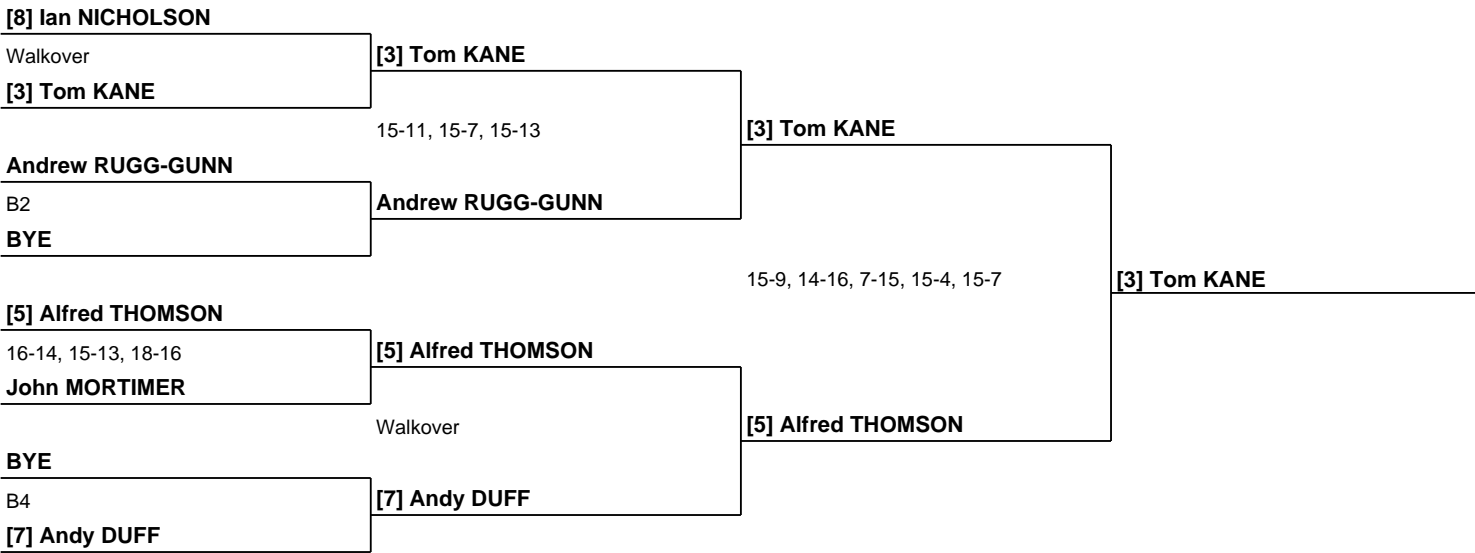 [8] Ian NICHOLSON
Walkover
[3] Tom KANE
[3] Tom KANE
15-11, 15-7, 15-13
[3] Tom KANE
Andrew RUGG-GUNN
B2
Andrew RUGG-GUNN
BYE
15-9, 14-16, 7-15, 15-4, 15-7
[3] Tom KANE
[5] Alfred THOMSON
16-14, 15-13, 18-16
[5] Alfred THOMSON
John MORTIMER
Walkover
[5] Alfred THOMSON
BYE
B4
[7] Andy DUFF
[7] Andy DUFF